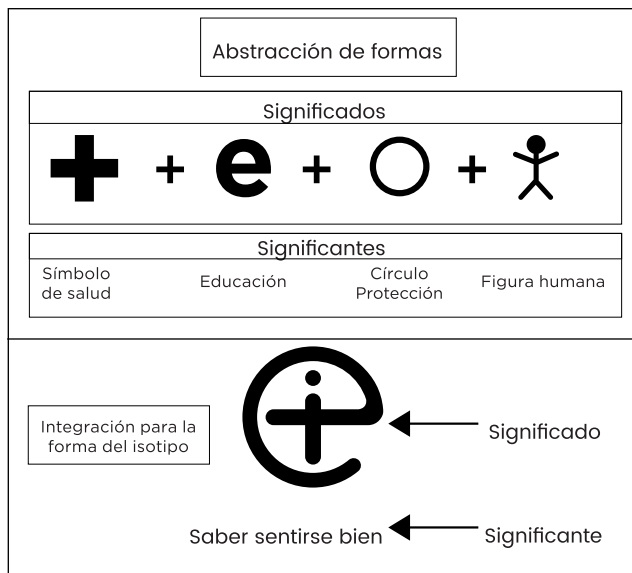 Abstracción de formas
Significados
+ + e + +
Significantes
Símbolo
de salud
Educación
Círculo
Protección
Figura humana
Integración para la
forma del isotipo
Significado
Saber sentirse bien
Significante